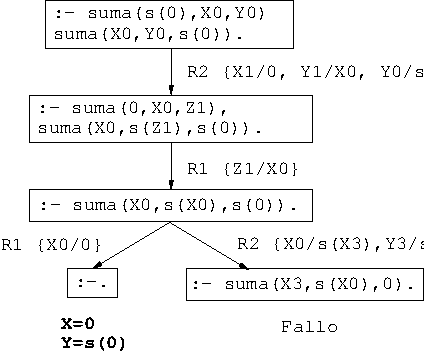 :- suma(s(0),X0,Y0)
suma(X0,Y0,s(0)).
R2 {X1/0, Y1/X0, Y0/s
:- suma(0,X0,Z1),
suma(X0,s(Z1),s(0)).
R1 {Z1/X0}
:- suma(X0,s(X0),s(0)).
R1 {X0/0}
R2 {X0/s(X3),Y3/s
:-.
:- suma(X3,s(X0),0).
X=0
Y=s(0)
Fallo